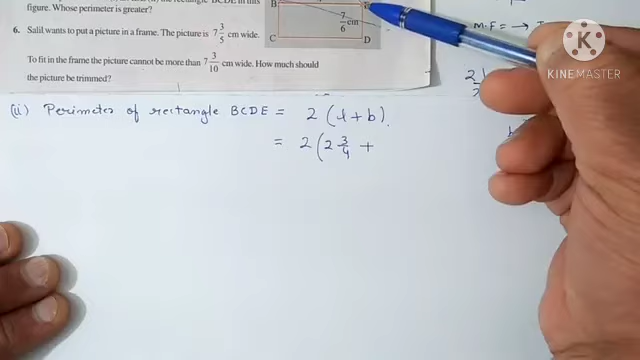 figure. Whose perimeter is greater?
B
7/6 cm
C D
6. Salil wants to put a picture in a frame. The picture is 7 3/5 cm wide.
To fit in the frame the picture cannot be more than 7 3/10 cm wide. How much should
the picture be trimmed?
M.F = →
KINEMASTER
(ii) Perimeter of rectangle BCDE = 2 (l + b).
= 2 (2 3/4 +